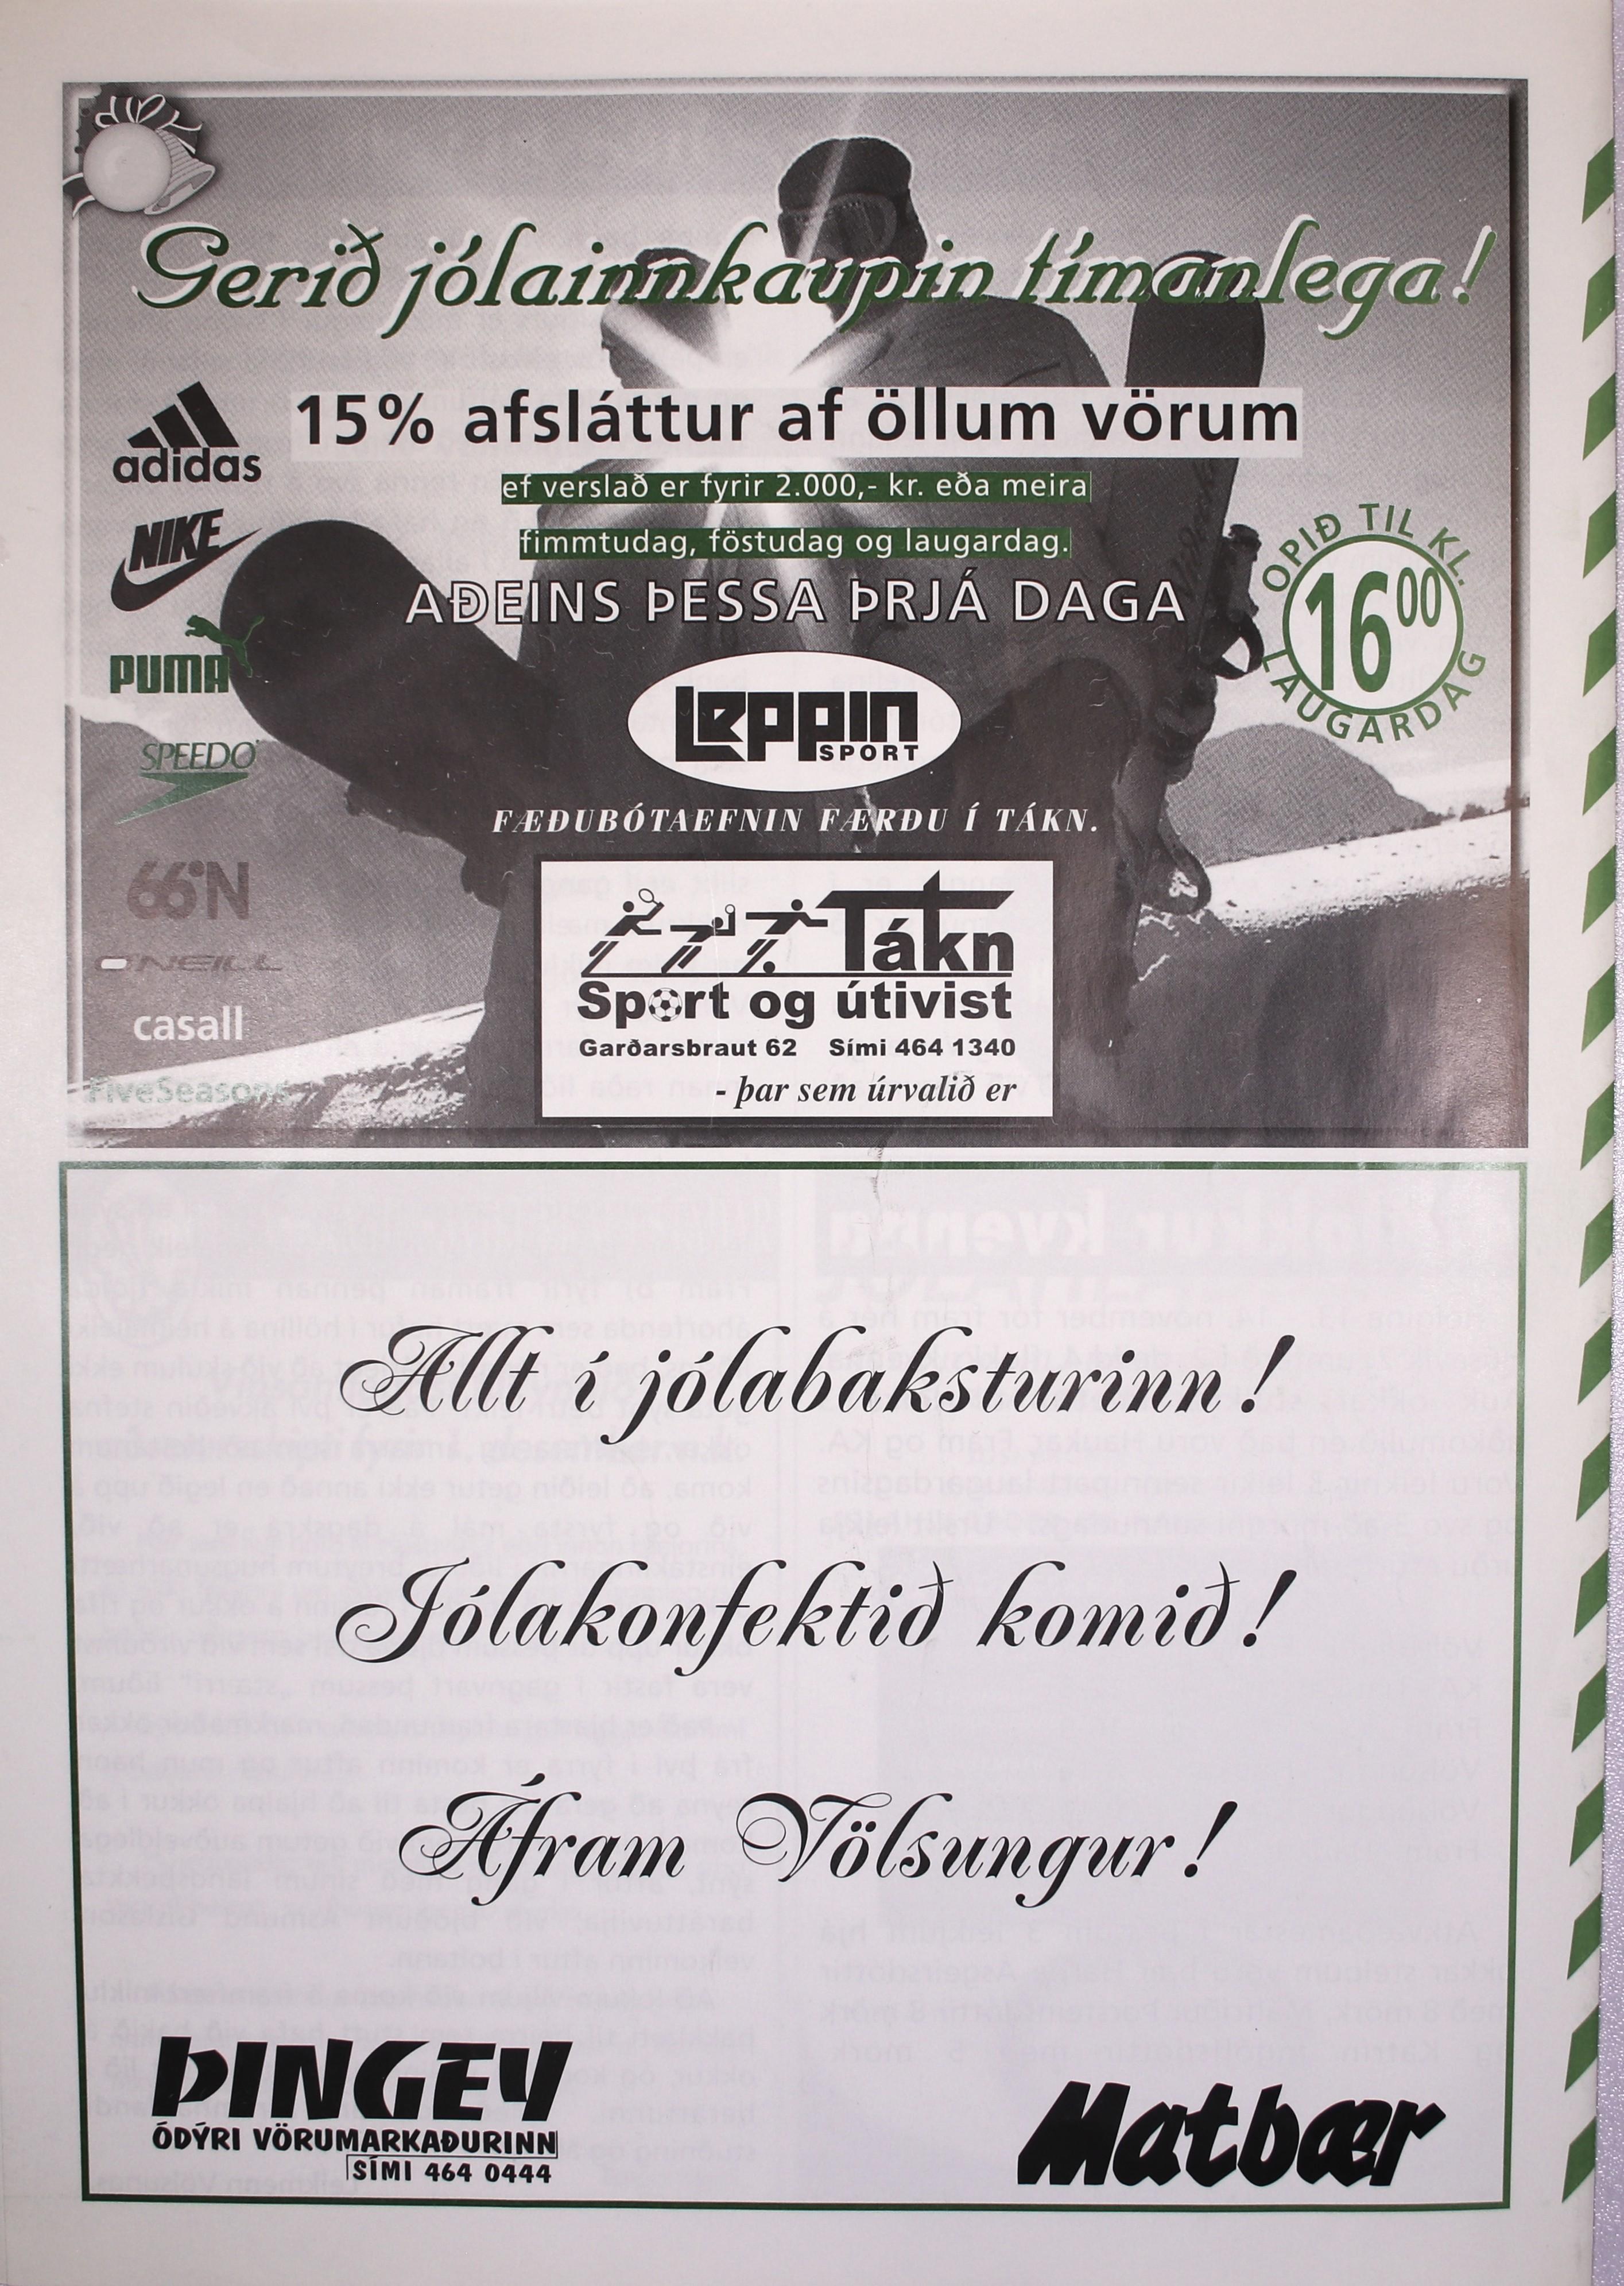 Gerið jólainnkaupin tímanlega!
15% afsláttur af öllum vörum
ef verslað er fyrir 2.000,- kr. eða meira
fimmtudag, föstudag og laugardag.
AÐEINS ÞESSA ÞRJÁ DAGA
adidas
NIKE
PUMA
SPEEDO
66°N
O'NEILL
casall
FiveSeasons
OPIÐ TIL KL.
16⁰⁰
LAUGARDAG
LEPPIN
SPORT
FÆÐUBÓTAEFNIN FÆRÐU Í TÁKN.
Tákn
Sport og útivist
Garðarsbraut 62 Sími 464 1340
- þar sem úrvalið er
Allt í jólabaksturinn!
Jólakonfektið komið!
Áfram Völsungur!
ÞINGEY
ÓDÝRI VÖRUMARKAÐURINN
SÍMI 464 0444
Matbær